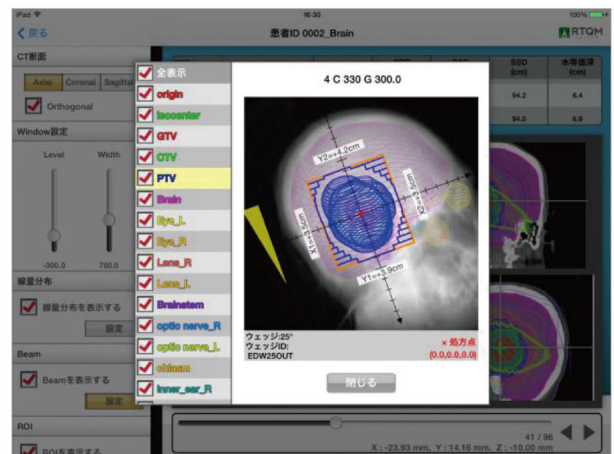 iPad
16:30
100%
戻る
患者ID 0002_Brain
RTQM
CT断面
Axial Coronal Sagittal
Orthogonal
Window設定
Level Width
-300.0 750.0
線量分布
線量分布を表示する
設定
Beam
Beamを表示する
設定
ROI
ROIを表示する
全表示
origin
isocenter
GTV
CTV
PTV
Brain
Eye_L
Eye_R
Lens_R
Lens_L
Brainstem
optic nerve_R
optic nerve_L
chiasm
inner_ear_R
4 C 330 G 300.0
Y2=+4.2cm
X2=+3.5cm
X1=+3.5cm
Y1=+3.9cm
ウェッジ:25°
ウェッジID:
EDW25OUT
× 処方点
(0.0,0.0,0.0)
閉じる
SSD
(cm)
水等価深
(cm)
94.2 6.4
84.0
41 / 96
X : -23.93 mm, Y : 14.16 mm, Z : -10.00 mm